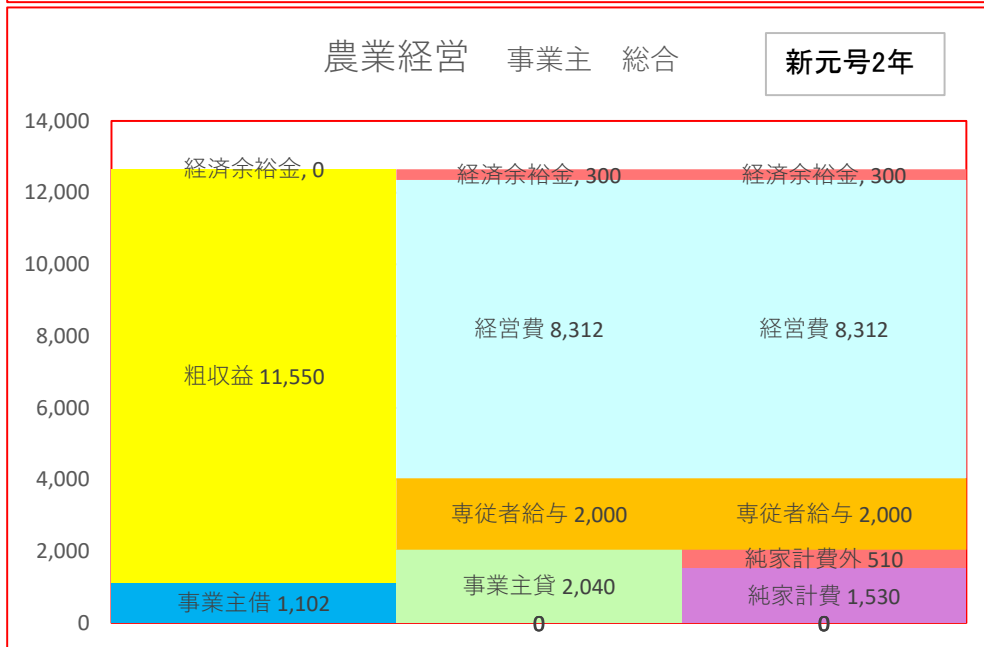 農業経営 事業主 総合
新元号2年
14,000
12,000
10,000
8,000
6,000
4,000
2,000
0
経済余裕金, 0
粗収益 11,550
事業主借 1,102
経済余裕金, 300
経営費 8,312
専従者給与 2,000
事業主貸 2,040
0
経済余裕金, 300
経営費 8,312
専従者給与 2,000
純家計費外 510
純家計費 1,530
0